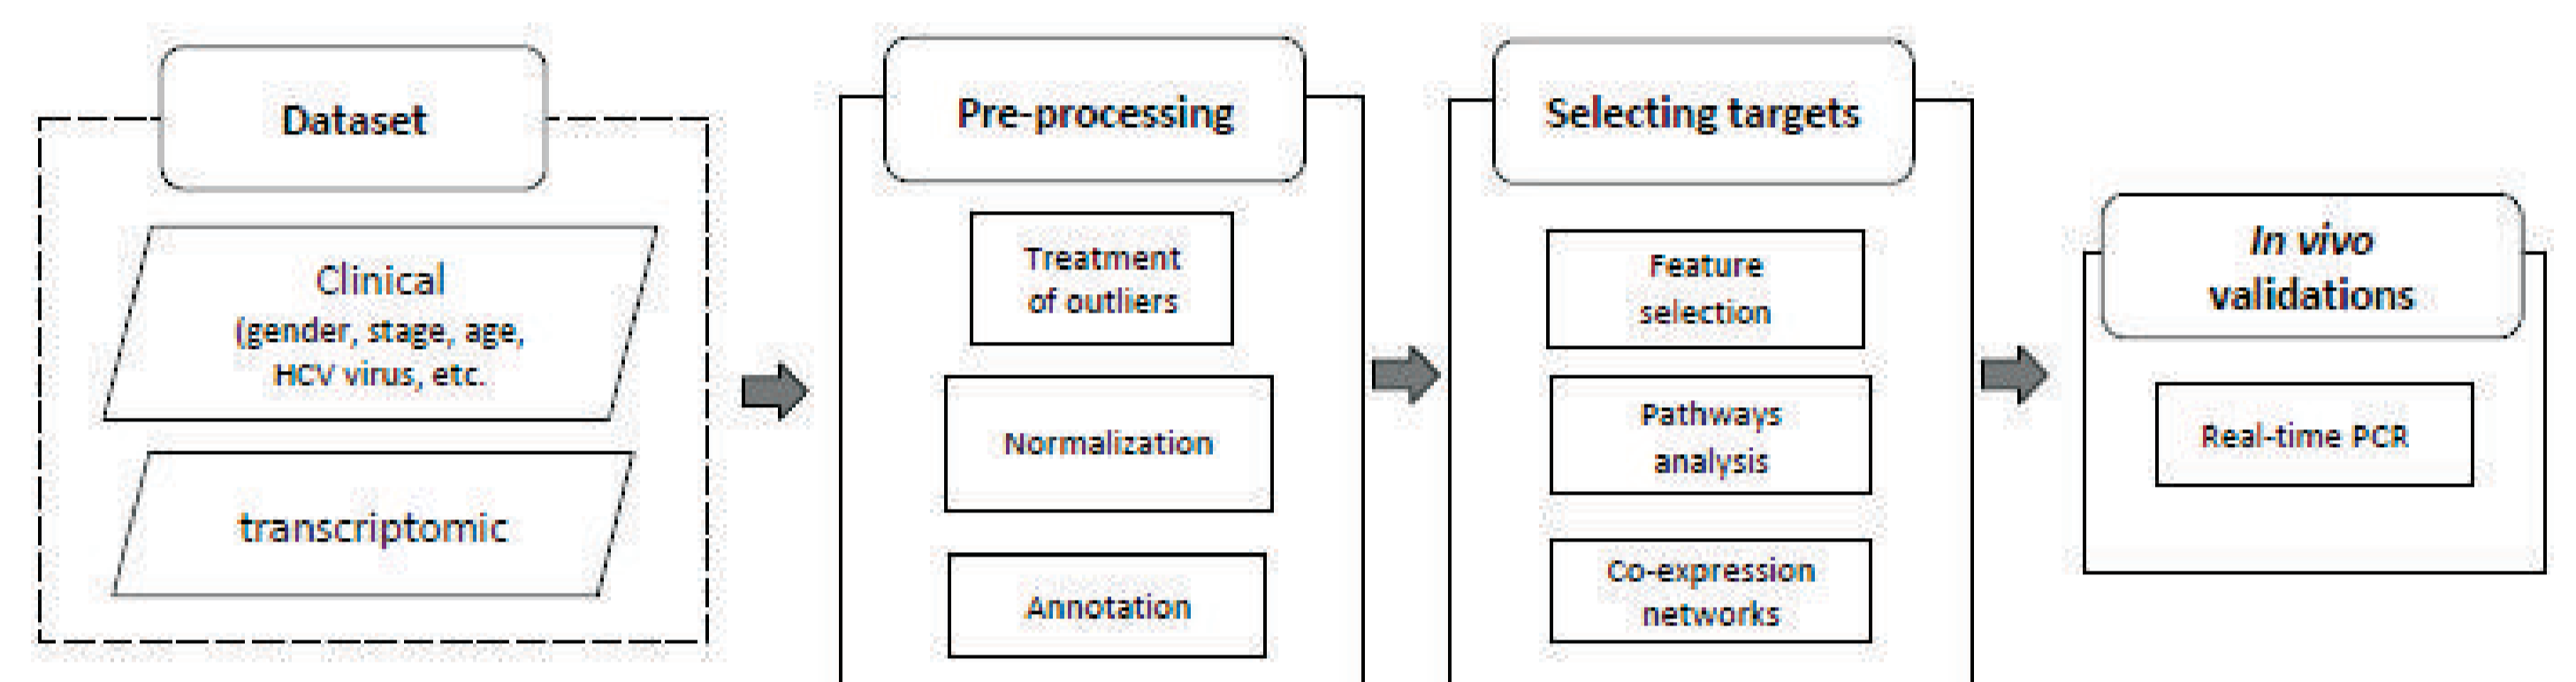 Dataset
Clinical
(gender, stage, age,
HCV virus, etc.
transcriptomic
Pre-processing
Treatment
of outliers
Normalization
Annotation
Selecting targets
Feature
selection
Pathways
analysis
Co-expression
networks
In vivo
validations
Real-time PCR